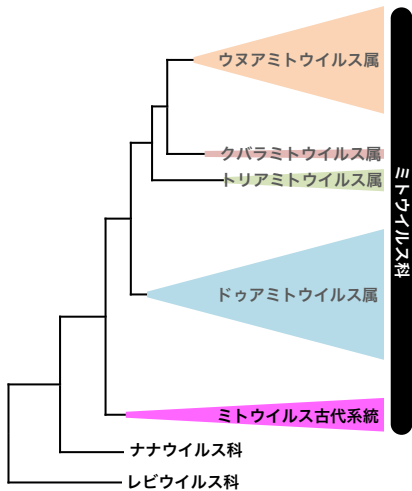 ウヌアミトウイルス属
クバラミトウイルス属
トリアミトウイルス属
ドゥアミトウイルス属
ミトウイルス古代系統
ナナウイルス科
レビウイルス科
ミトウイルス科